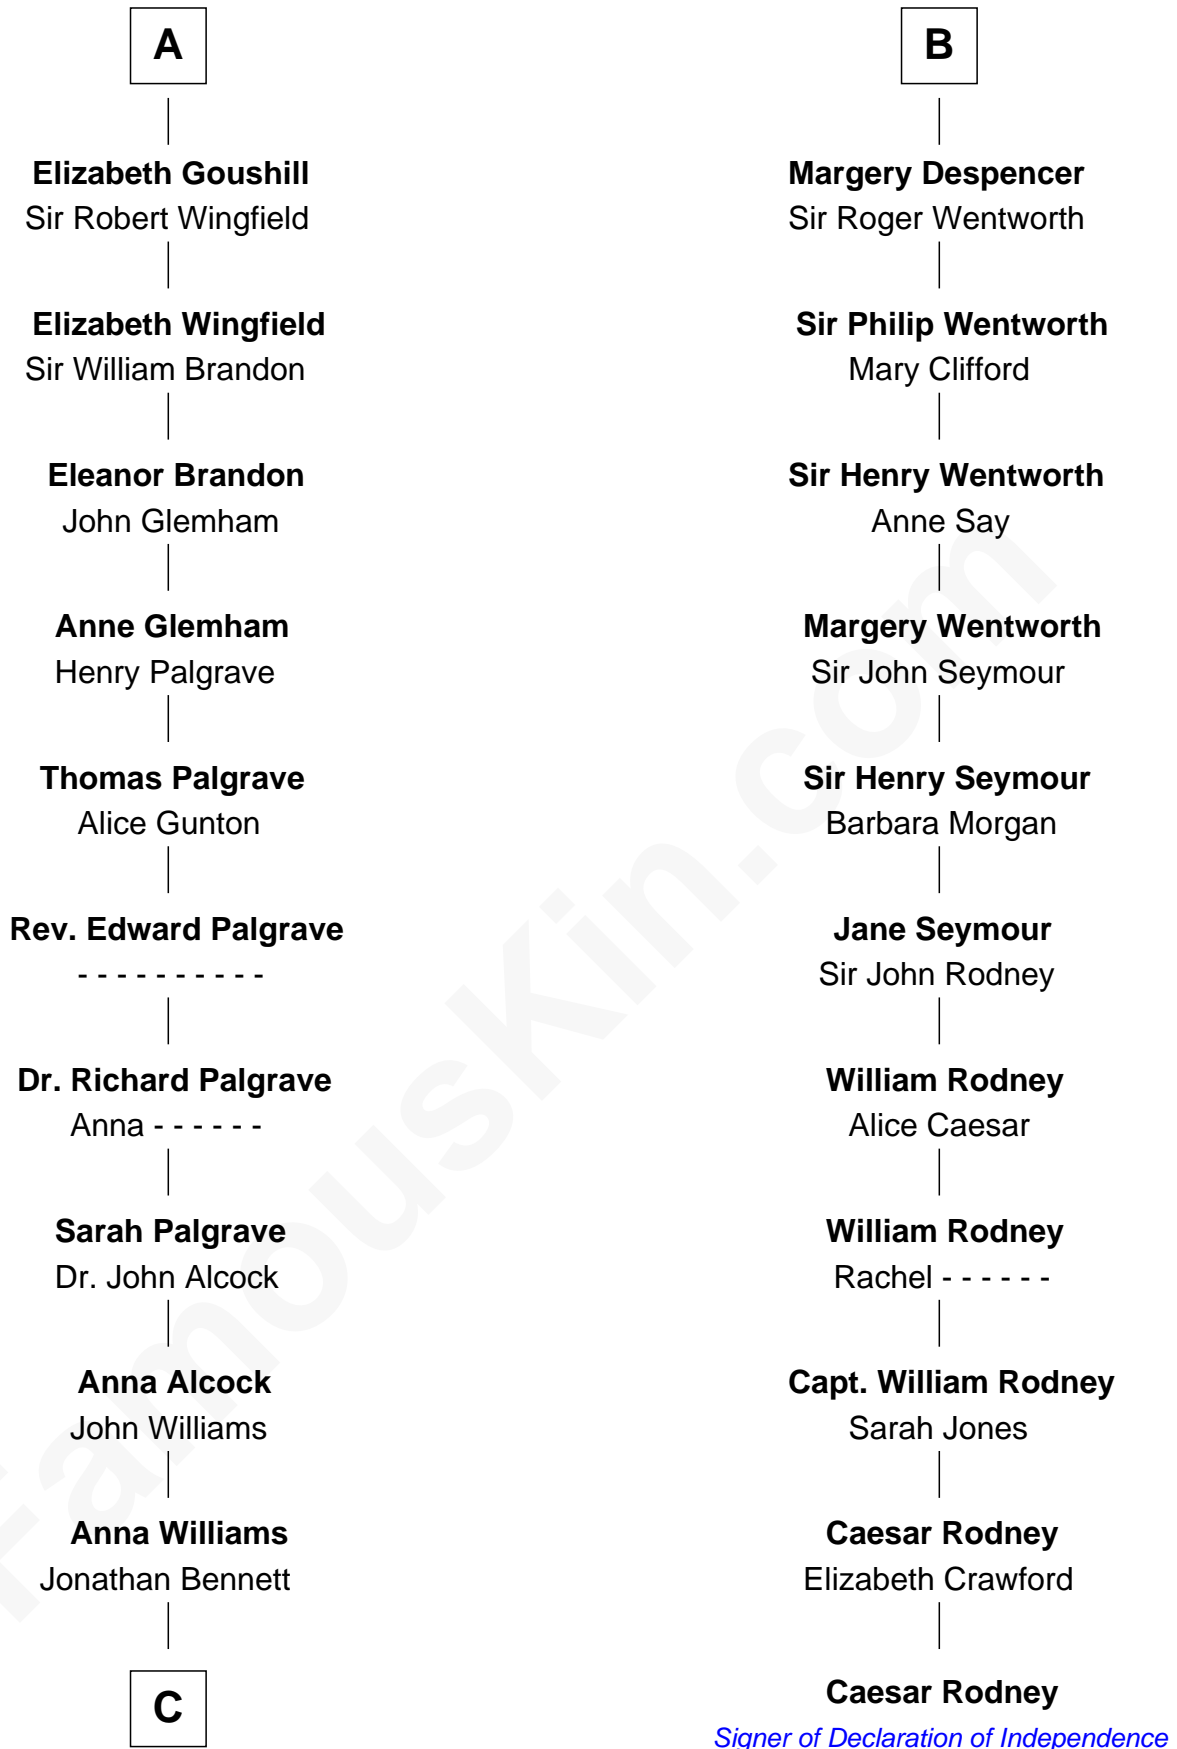 A
Elizabeth Goushill
Sir Robert Wingfield
Elizabeth Wingfield
Sir William Brandon
Eleanor Brandon
John Glemham
Anne Glemham
Henry Palgrave
Thomas Palgrave
Alice Gunton
Rev. Edward Palgrave
- - - - - - - - - -
Dr. Richard Palgrave
Anna - - - - - -
Sarah Palgrave
Dr. John Alcock
Anna Alcock
John Williams
Anna Williams
Jonathan Bennett
C
B
Margery Despencer
Sir Roger Wentworth
Sir Philip Wentworth
Mary Clifford
Sir Henry Wentworth
Anne Say
Margery Wentworth
Sir John Seymour
Sir Henry Seymour
Barbara Morgan
Jane Seymour
Sir John Rodney
William Rodney
Alice Caesar
William Rodney
Rachel - - - - - -
Capt. William Rodney
Sarah Jones
Caesar Rodney
Elizabeth Crawford
Caesar Rodney
Signer of Declaration of Independence
FamousKin.com